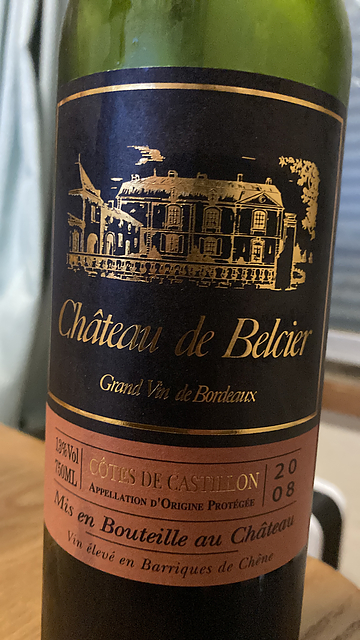 Château de Belcier
Grand Vin de Bordeaux
13%Vol
750ML
CÔTES DE CASTILLON
APPELLATION D'ORIGINE PROTÉGÉE
20
08
Mis en Bouteille au Château
Vin élevé en Barriques de Chêne